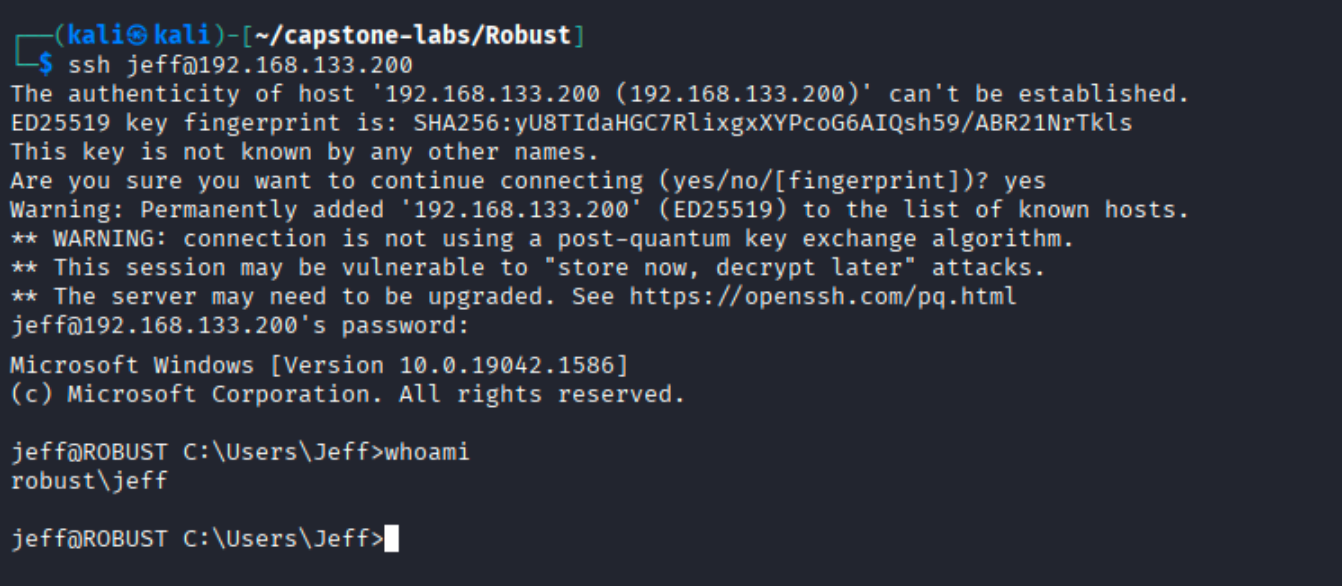 ┌──(kali㉿kali)-[~/capstone-labs/Robust]
└─$ ssh jeff@192.168.133.200
The authenticity of host '192.168.133.200 (192.168.133.200)' can't be established.
ED25519 key fingerprint is: SHA256:yU8TIdaHGC7RlixgxXYPcoG6AIQsh59/ABR21NrTkls
This key is not known by any other names.
Are you sure you want to continue connecting (yes/no/[fingerprint])? yes
Warning: Permanently added '192.168.133.200' (ED25519) to the list of known hosts.
** WARNING: connection is not using a post-quantum key exchange algorithm.
** This session may be vulnerable to "store now, decrypt later" attacks.
** The server may need to be upgraded. See https://openssh.com/pq.html
jeff@192.168.133.200's password:
Microsoft Windows [Version 10.0.19042.1586]
(c) Microsoft Corporation. All rights reserved.
jeff@ROBUST C:\Users\Jeff>whoami
robust\jeff
jeff@ROBUST C:\Users\Jeff>